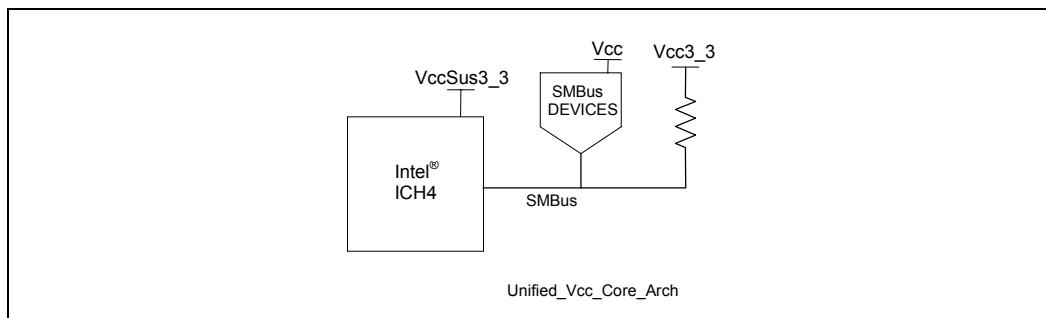 Vcc
Vcc3_3
VccSus3_3
SMBus
DEVICES
Intel®
ICH4
SMBus
Unified_Vcc_Core_Arch